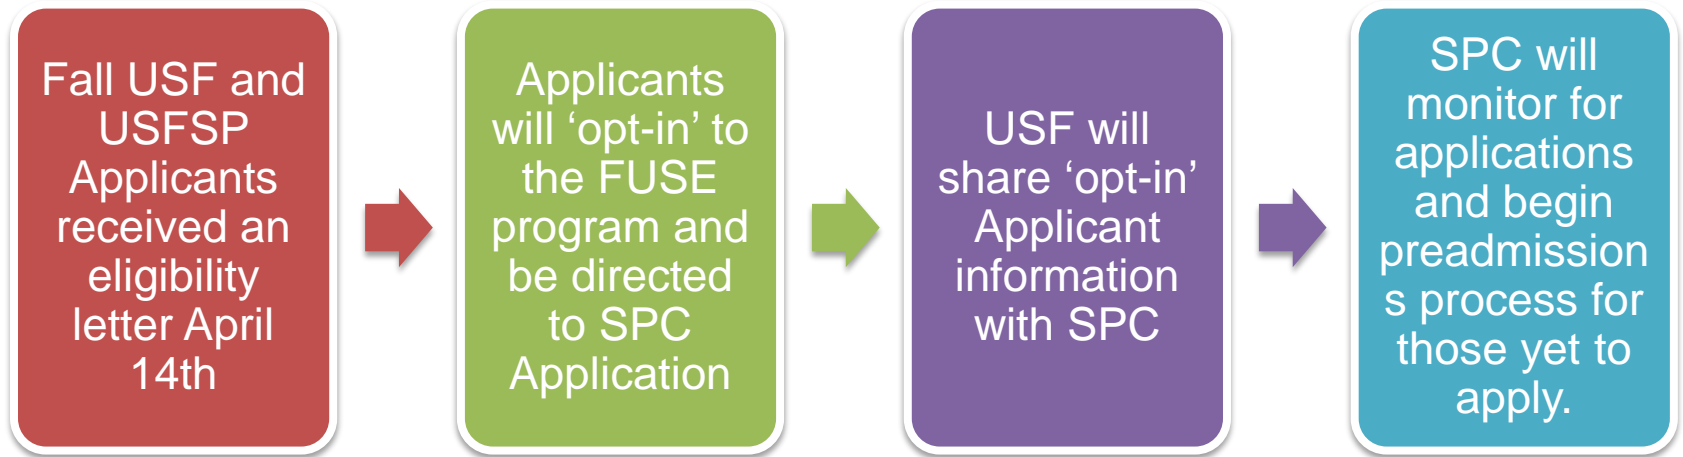 Fall USF and
USFSP
Applicants
received an
eligibility
letter April
14th
Applicants
will ‘opt-in’ to
the FUSE
program and
be directed
to SPC
Application
USF will
share ‘opt-in’
Applicant
information
with SPC
SPC will
monitor for
applications
and begin
preadmission
s process for
those yet to
apply.